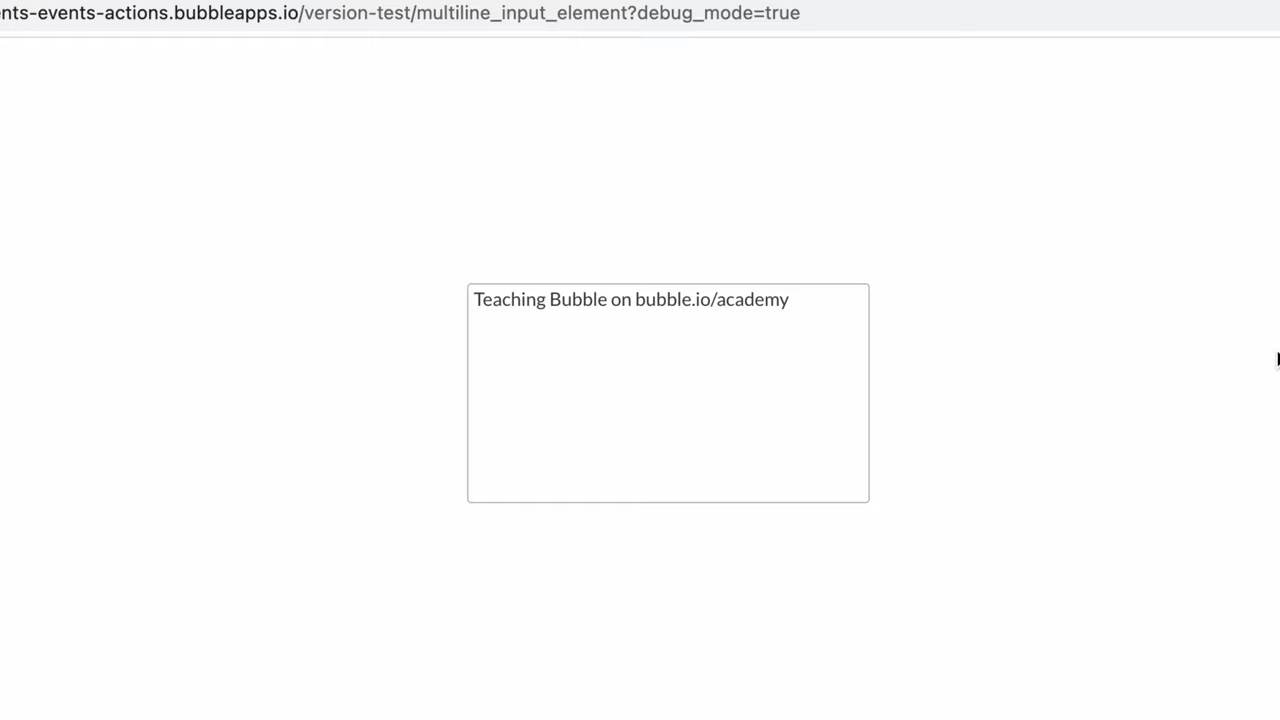 nts-events-actions.bubbleapps.io/version-test/multiline_input_element?debug_mode=true
Teaching Bubble on bubble.io/academy